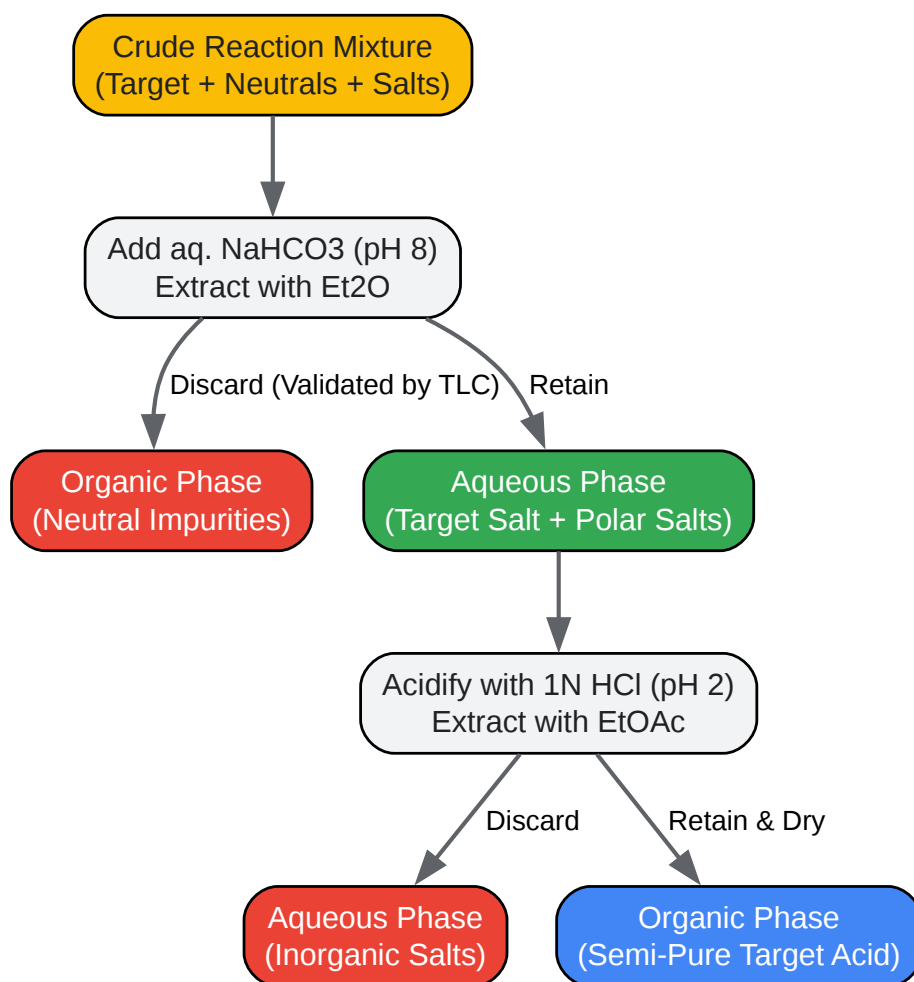 Crude Reaction Mixture
(Target + Neutrals + Salts)
Add aq. NaHCO3 (pH 8)
Extract with Et2O
Discard (Validated by TLC)
Retain
Organic Phase
(Neutral Impurities)
Aqueous Phase
(Target Salt + Polar Salts)
Acidify with 1N HCl (pH 2)
Extract with EtOAc
Discard
Retain & Dry
Aqueous Phase
(Inorganic Salts)
Organic Phase
(Semi-Pure Target Acid)